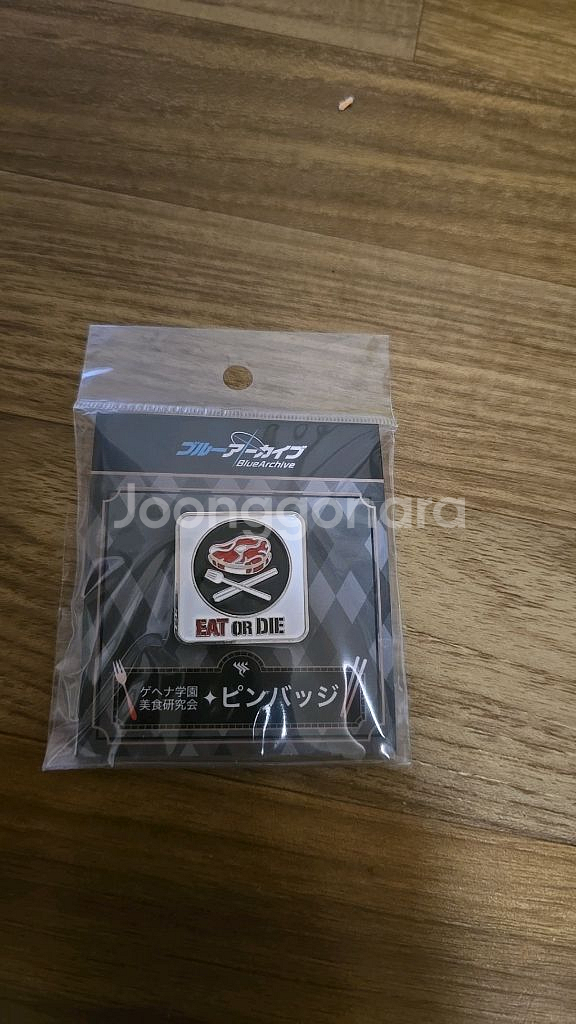 ブルーアーカイブ
BlueArchive
Joonggonara
EAT OR DIE
ゲヘナ学園
美食研究会
ピンバッジ